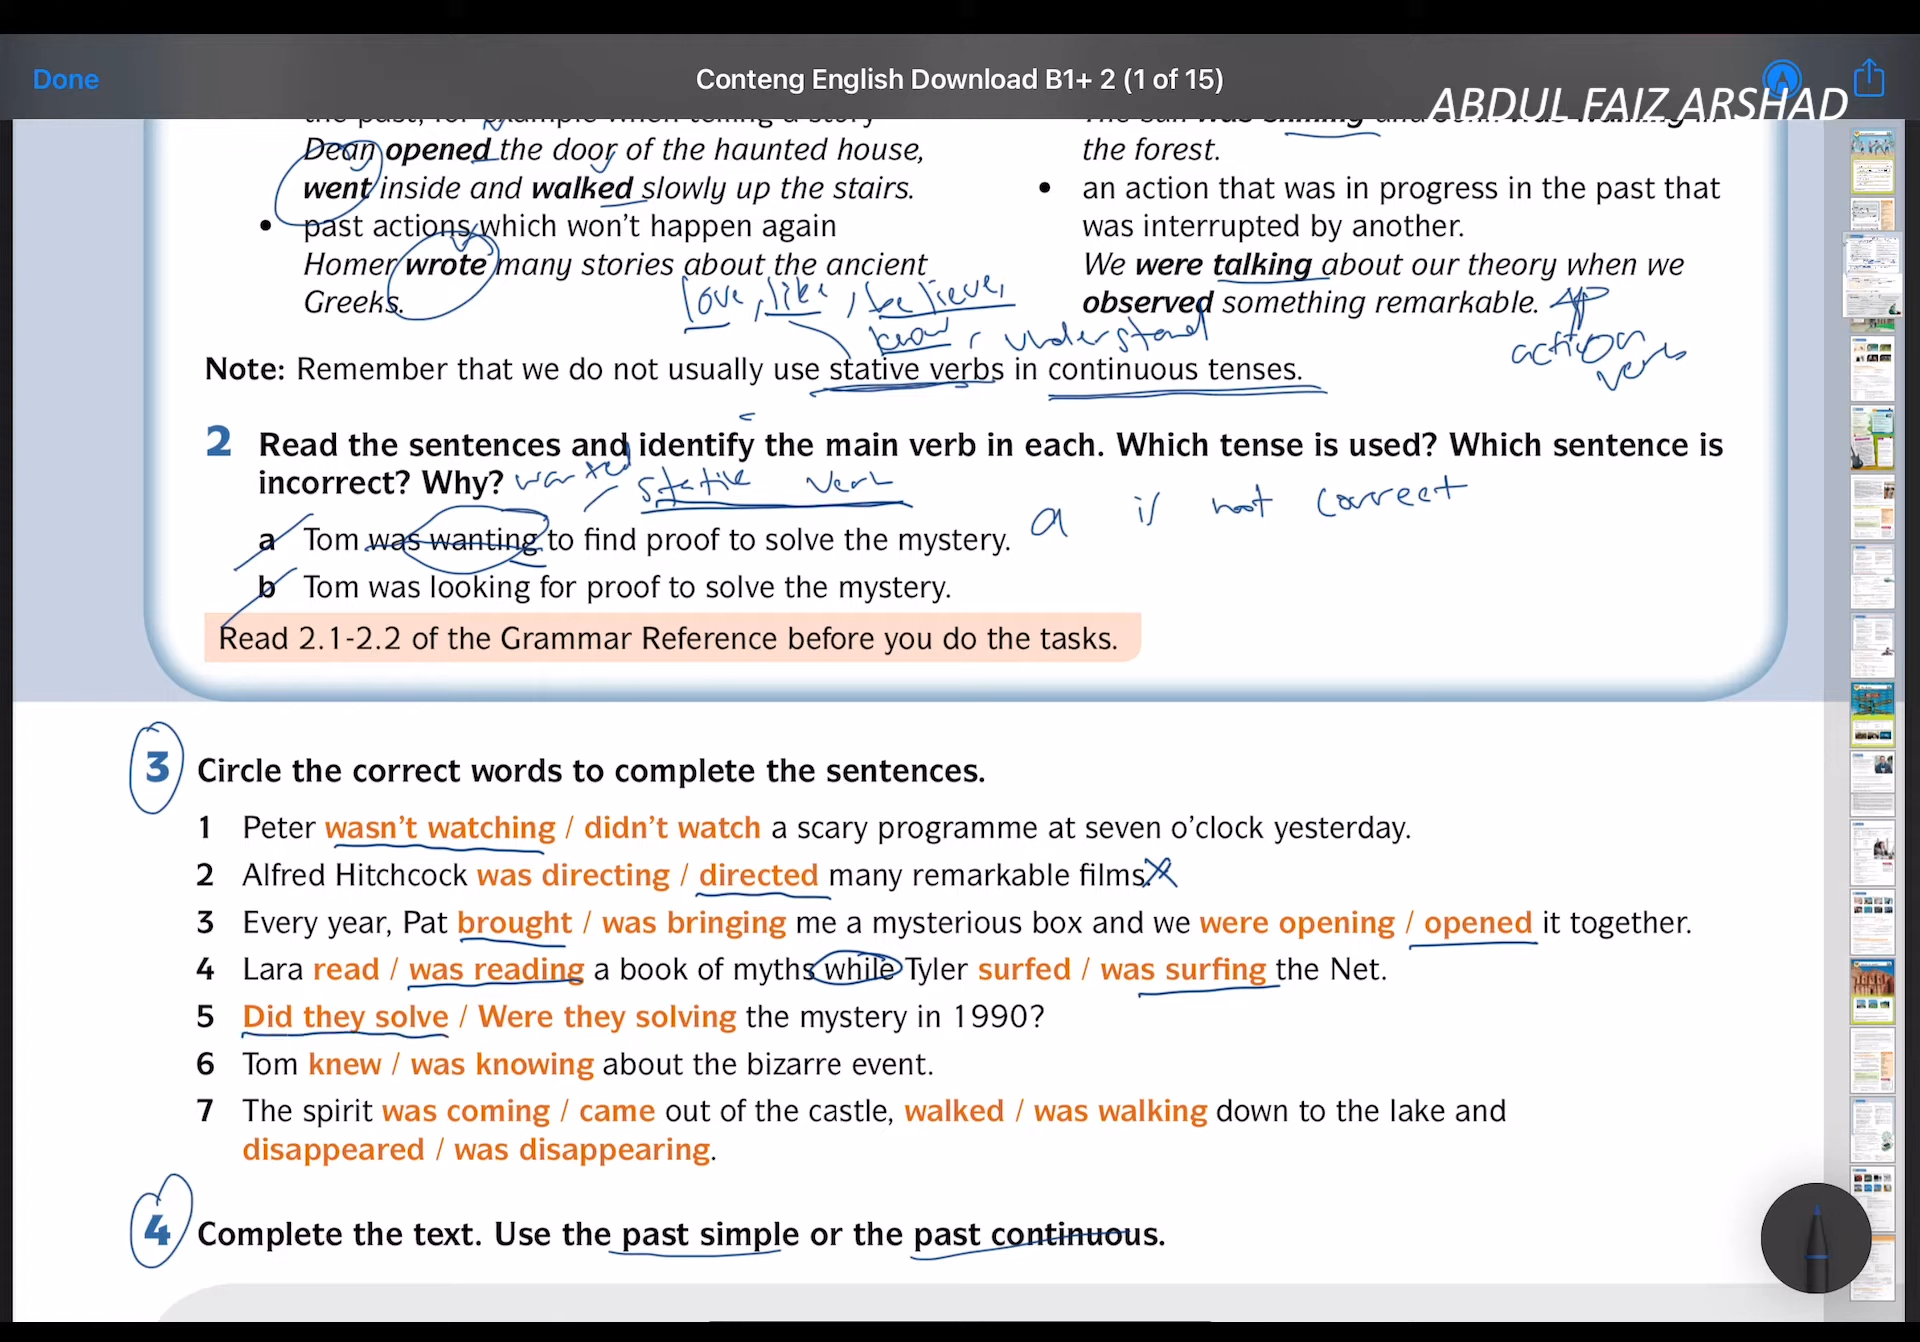 Done
Conteng English Download B1+ 2 (1 of 15)
ABDUL FAIZ ARSHAD
Dean opened the door of the haunted house,
went inside and walked slowly up the stairs.
• past actions which won't happen again
Homer wrote many stories about the ancient
Greeks.
the forest.
• an action that was in progress in the past that
was interrupted by another.
We were talking about our theory when we
observed something remarkable.
love, like, believe,
know, understand
action
verbs
Note: Remember that we do not usually use stative verbs in continuous tenses.
2 Read the sentences and identify the main verb in each. Which tense is used? Which sentence is
incorrect? Why?
wanted
stative verb
a is not correct
a Tom was wanting to find proof to solve the mystery.
b Tom was looking for proof to solve the mystery.
Read 2.1-2.2 of the Grammar Reference before you do the tasks.
3 Circle the correct words to complete the sentences.
1 Peter wasn't watching / didn't watch a scary programme at seven o'clock yesterday.
2 Alfred Hitchcock was directing / directed many remarkable films.
3 Every year, Pat brought / was bringing me a mysterious box and we were opening / opened it together.
4 Lara read / was reading a book of myths while Tyler surfed / was surfing the Net.
5 Did they solve / Were they solving the mystery in 1990?
6 Tom knew / was knowing about the bizarre event.
7 The spirit was coming / came out of the castle, walked / was walking down to the lake and
disappeared / was disappearing.
4 Complete the text. Use the past simple or the past continuous.